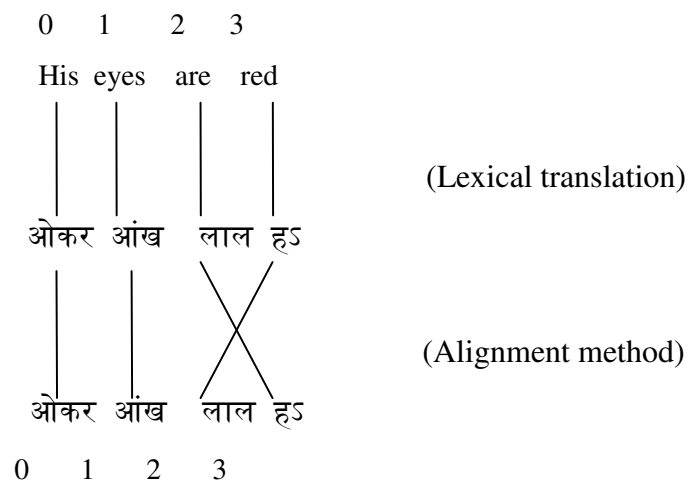 0 1 2 3
His eyes are red
(Lexical translation)
ओकर आंख लाल हऽ
(Alignment method)
ओकर आंख लाल हऽ
0 1 2 3